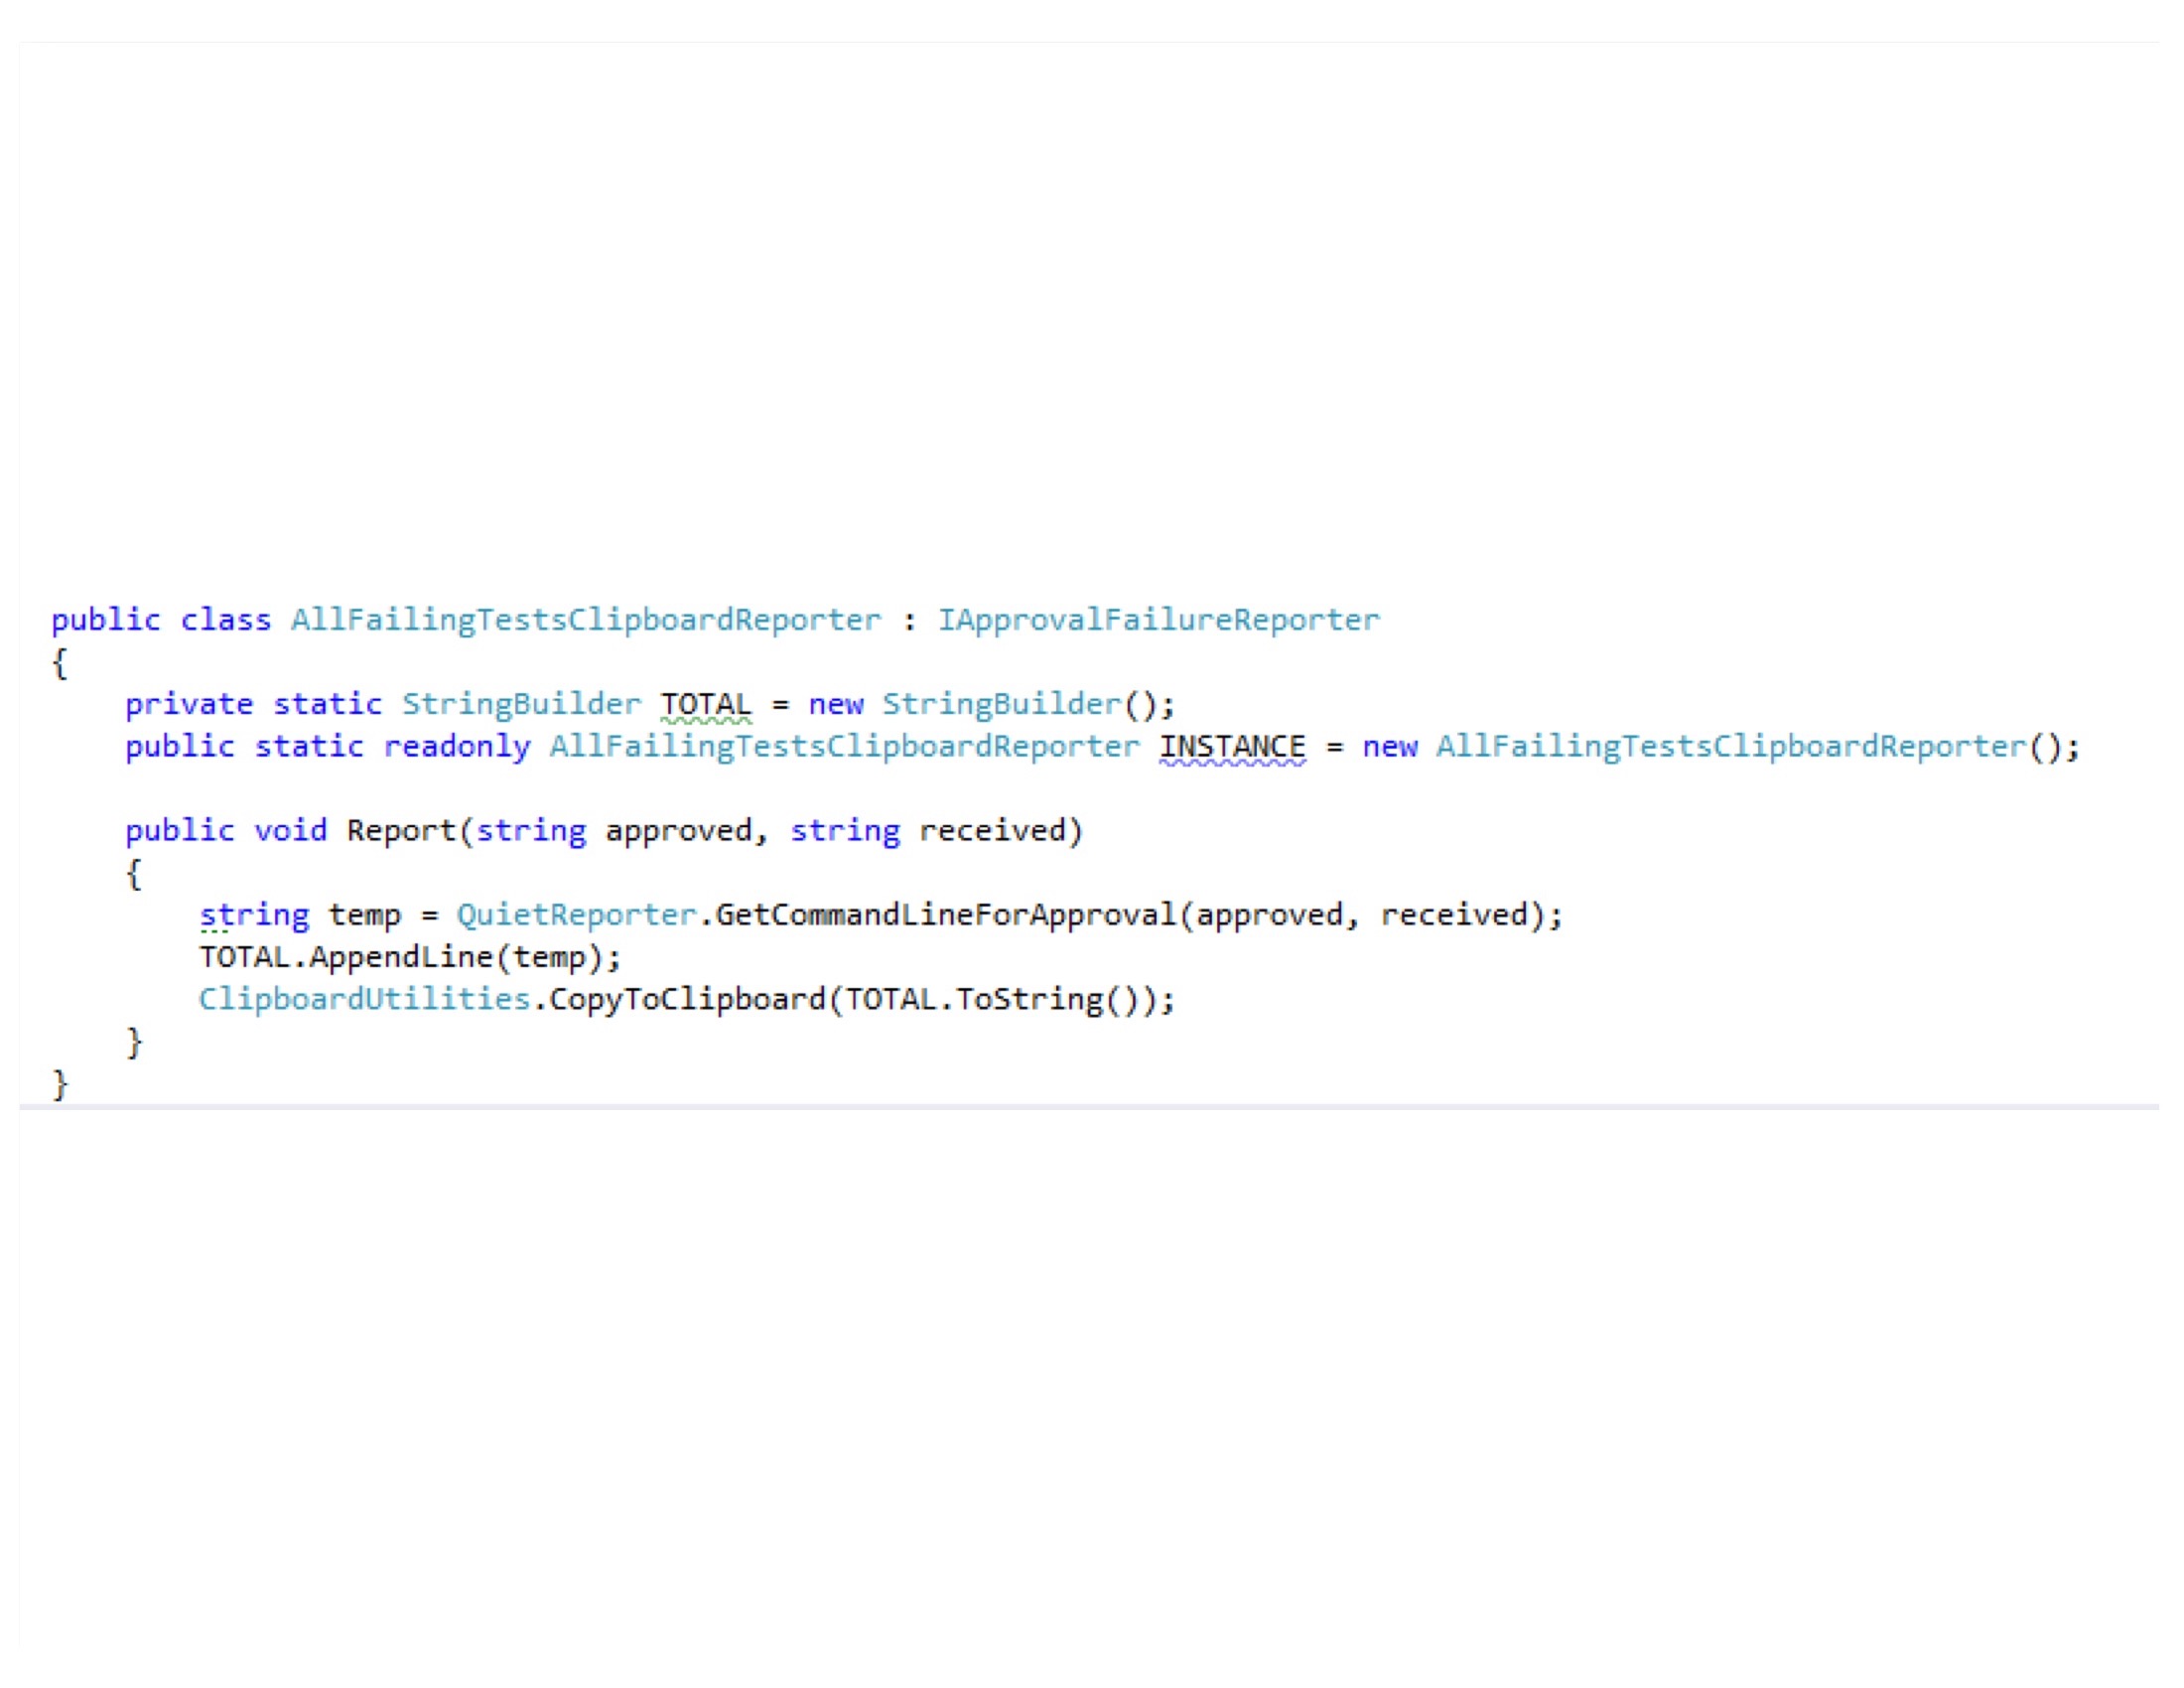 public class AllFailingTestsClipboardReporter : IApprovalFailureReporter
{
    private static StringBuilder TOTAL = new StringBuilder();
    public static readonly AllFailingTestsClipboardReporter INSTANCE = new AllFailingTestsClipboardReporter();

    public void Report(string approved, string received)
    {
        string temp = QuietReporter.GetCommandLineForApproval(approved, received);
        TOTAL.AppendLine(temp);
        ClipboardUtilities.CopyToClipboard(TOTAL.ToString());
    }
}